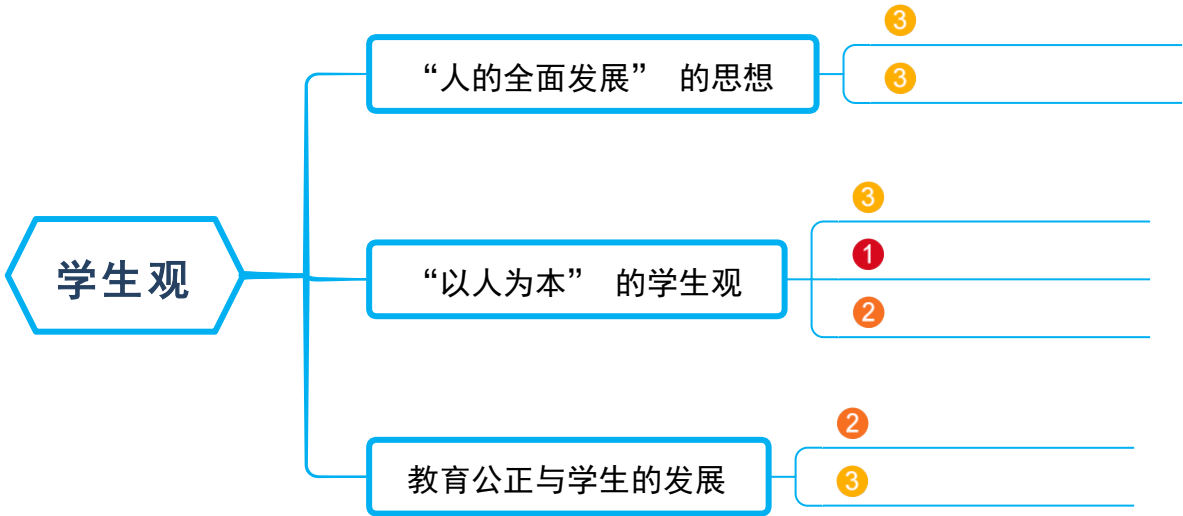 学生观
“人的全面发展” 的思想
3
3
“以人为本” 的学生观
3
1
2
教育公正与学生的发展
2
3